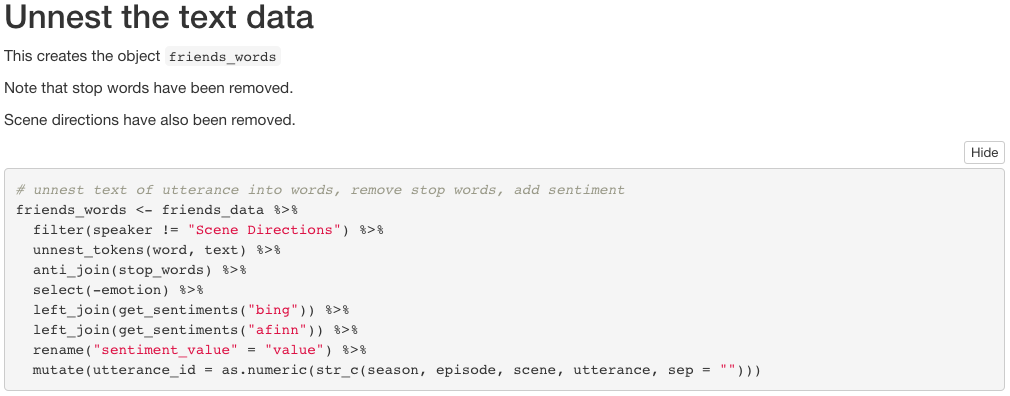 Unnest the text data
This creates the object friends_words
Note that stop words have been removed.
Scene directions have also been removed.
Hide
# unnest text of utterance into words, remove stop words, add sentiment
friends_words <- friends_data %>%
  filter(speaker != "Scene Directions") %>%
  unnest_tokens(word, text) %>%
  anti_join(stop_words) %>%
  select(-emotion) %>%
  left_join(get_sentiments("bing")) %>%
  left_join(get_sentiments("afinn")) %>%
  rename("sentiment_value" = "value") %>%
  mutate(utterance_id = as.numeric(str_c(season, episode, scene, utterance, sep = "")))